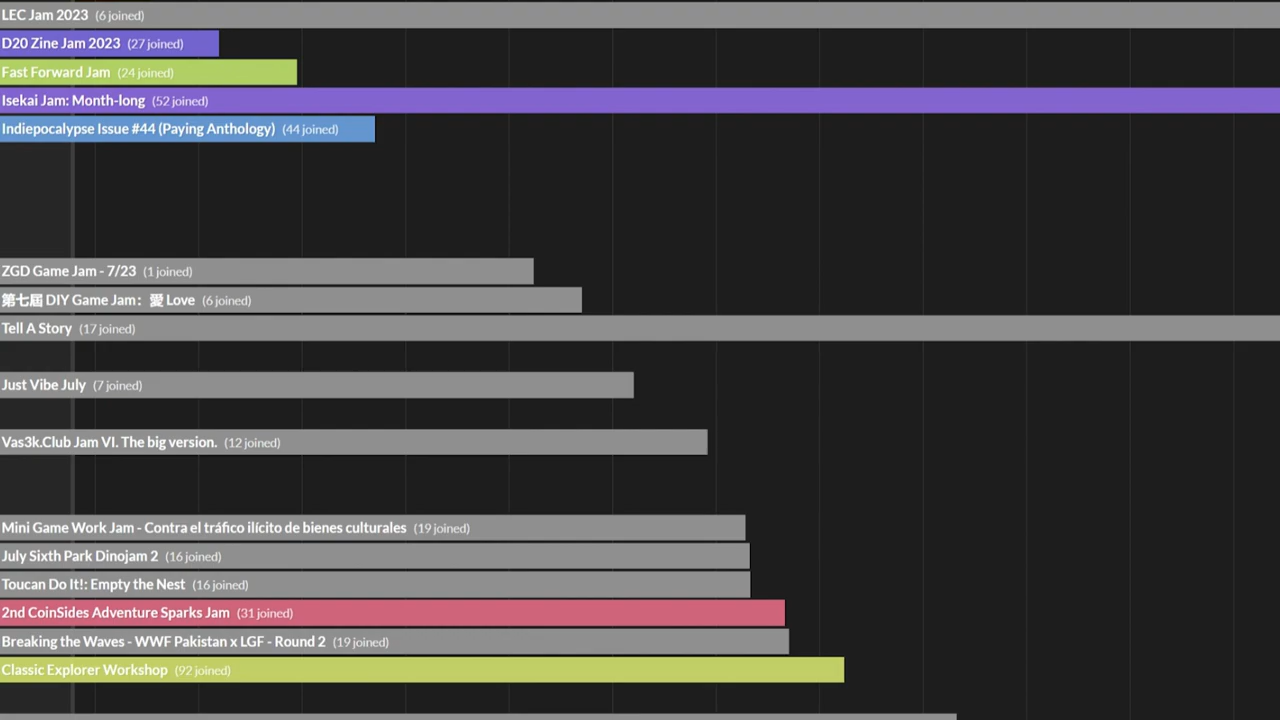 LEC Jam 2023 (6 joined)
D20 Zine Jam 2023 (27 joined)
Fast Forward Jam (24 joined)
Isekai Jam: Month-long (52 joined)
Indiepocalypse Issue #44 (Paying Anthology) (44 joined)
ZGD Game Jam - 7/23 (1 joined)
第七屆 DIY Game Jam：愛 Love (6 joined)
Tell A Story (17 joined)
Just Vibe July (7 joined)
Vas3k.Club Jam VI. The big version. (12 joined)
Mini Game Work Jam - Contra el tráfico ilícito de bienes culturales (19 joined)
July Sixth Park Dinojam 2 (16 joined)
Toucan Do It!: Empty the Nest (16 joined)
2nd CoinSides Adventure Sparks Jam (31 joined)
Breaking the Waves - WWF Pakistan x LGF - Round 2 (19 joined)
Classic Explorer Workshop (92 joined)